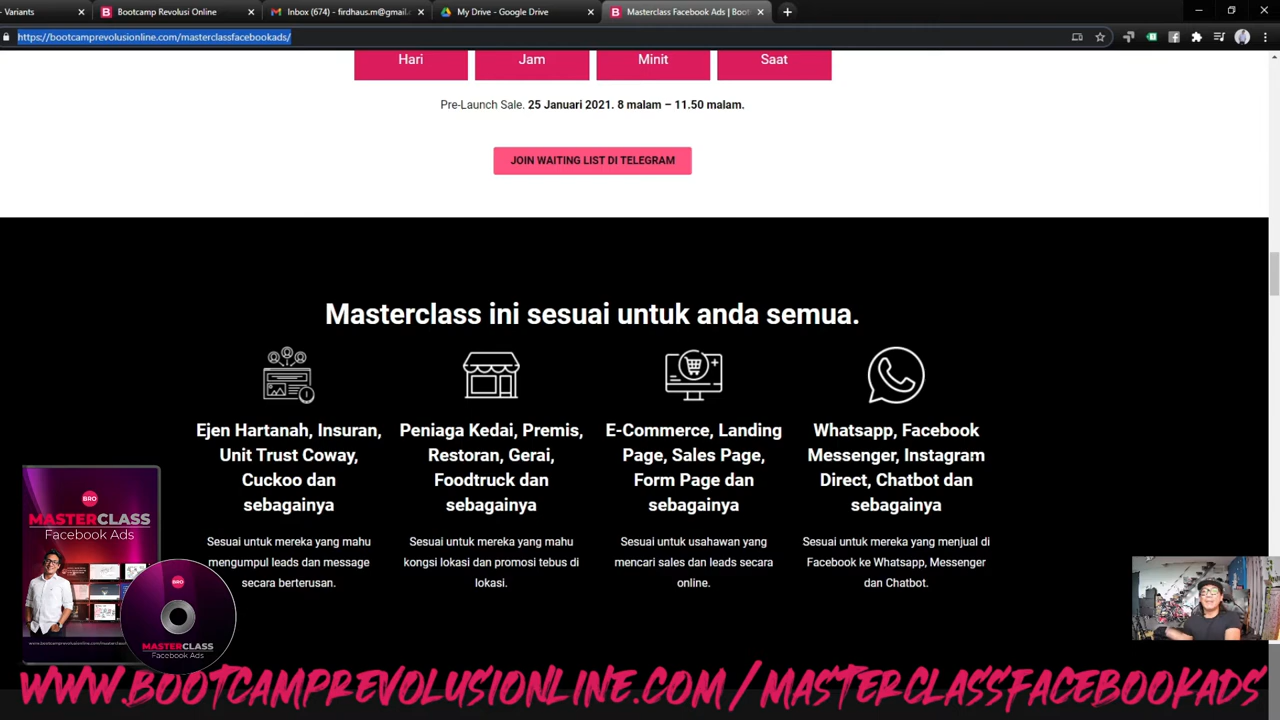 - Variants
Bootcamp Revolusi Online
Inbox (674) - firdhaus.m@gmail.c
My Drive - Google Drive
Masterclass Facebook Ads | Boot
https://bootcamprevolusionline.com/masterclassfacebookads/
Hari
Jam
Minit
Saat
Pre-Launch Sale. 25 Januari 2021. 8 malam – 11.50 malam.
JOIN WAITING LIST DI TELEGRAM
Masterclass ini sesuai untuk anda semua.
Ejen Hartanah, Insuran,
Unit Trust Coway,
Cuckoo dan
sebagainya
Sesuai untuk mereka yang mahu
mengumpul leads dan message
secara berterusan.
Peniaga Kedai, Premis,
Restoran, Gerai,
Foodtruck dan
sebagainya
Sesuai untuk mereka yang mahu
kongsi lokasi dan promosi tebus di
lokasi.
E-Commerce, Landing
Page, Sales Page,
Form Page dan
sebagainya
Sesuai untuk usahawan yang
mencari sales dan leads secara
online.
Whatsapp, Facebook
Messenger, Instagram
Direct, Chatbot dan
sebagainya
Sesuai untuk mereka yang menjual di
Facebook ke Whatsapp, Messenger
dan Chatbot.
BRO
MASTERCLASS
Facebook Ads
BRO
MASTERCLASS
Facebook Ads
WWW.BOOTCAMPREVOLUSIONLINE.COM/MASTERCLASSFACEBOOKADS